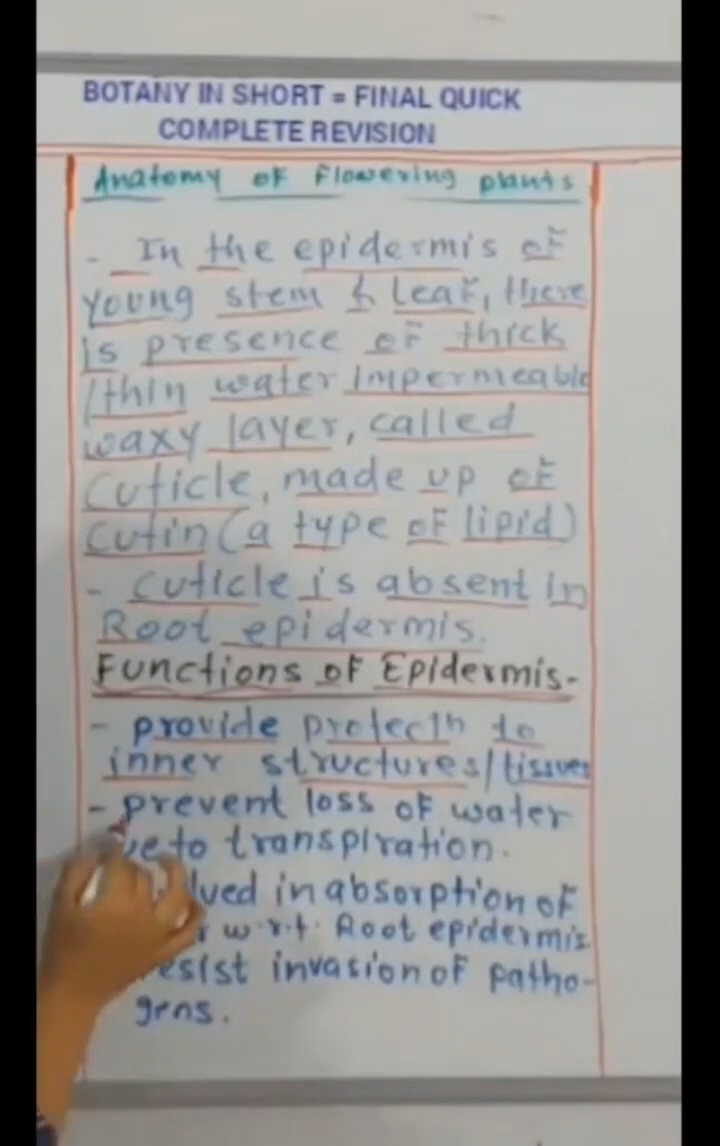 BOTANY IN SHORT = FINAL QUICK
COMPLETE REVISION
Anatomy of Flowering plants
- In the epidermis of
young stem & Leaf, there
is presence of thick
/thin water impermeable
waxy layer, called
Cuticle, made up of
cutin (a type of lipid)
- cuticle is absent in
Root epidermis.
Functions of Epidermis-
- provide protectn to
inner structures/tissues
- prevent loss of water
to transpiration.
in absorption of
w.r.t. Root epidermis
invasion of patho-
gens.